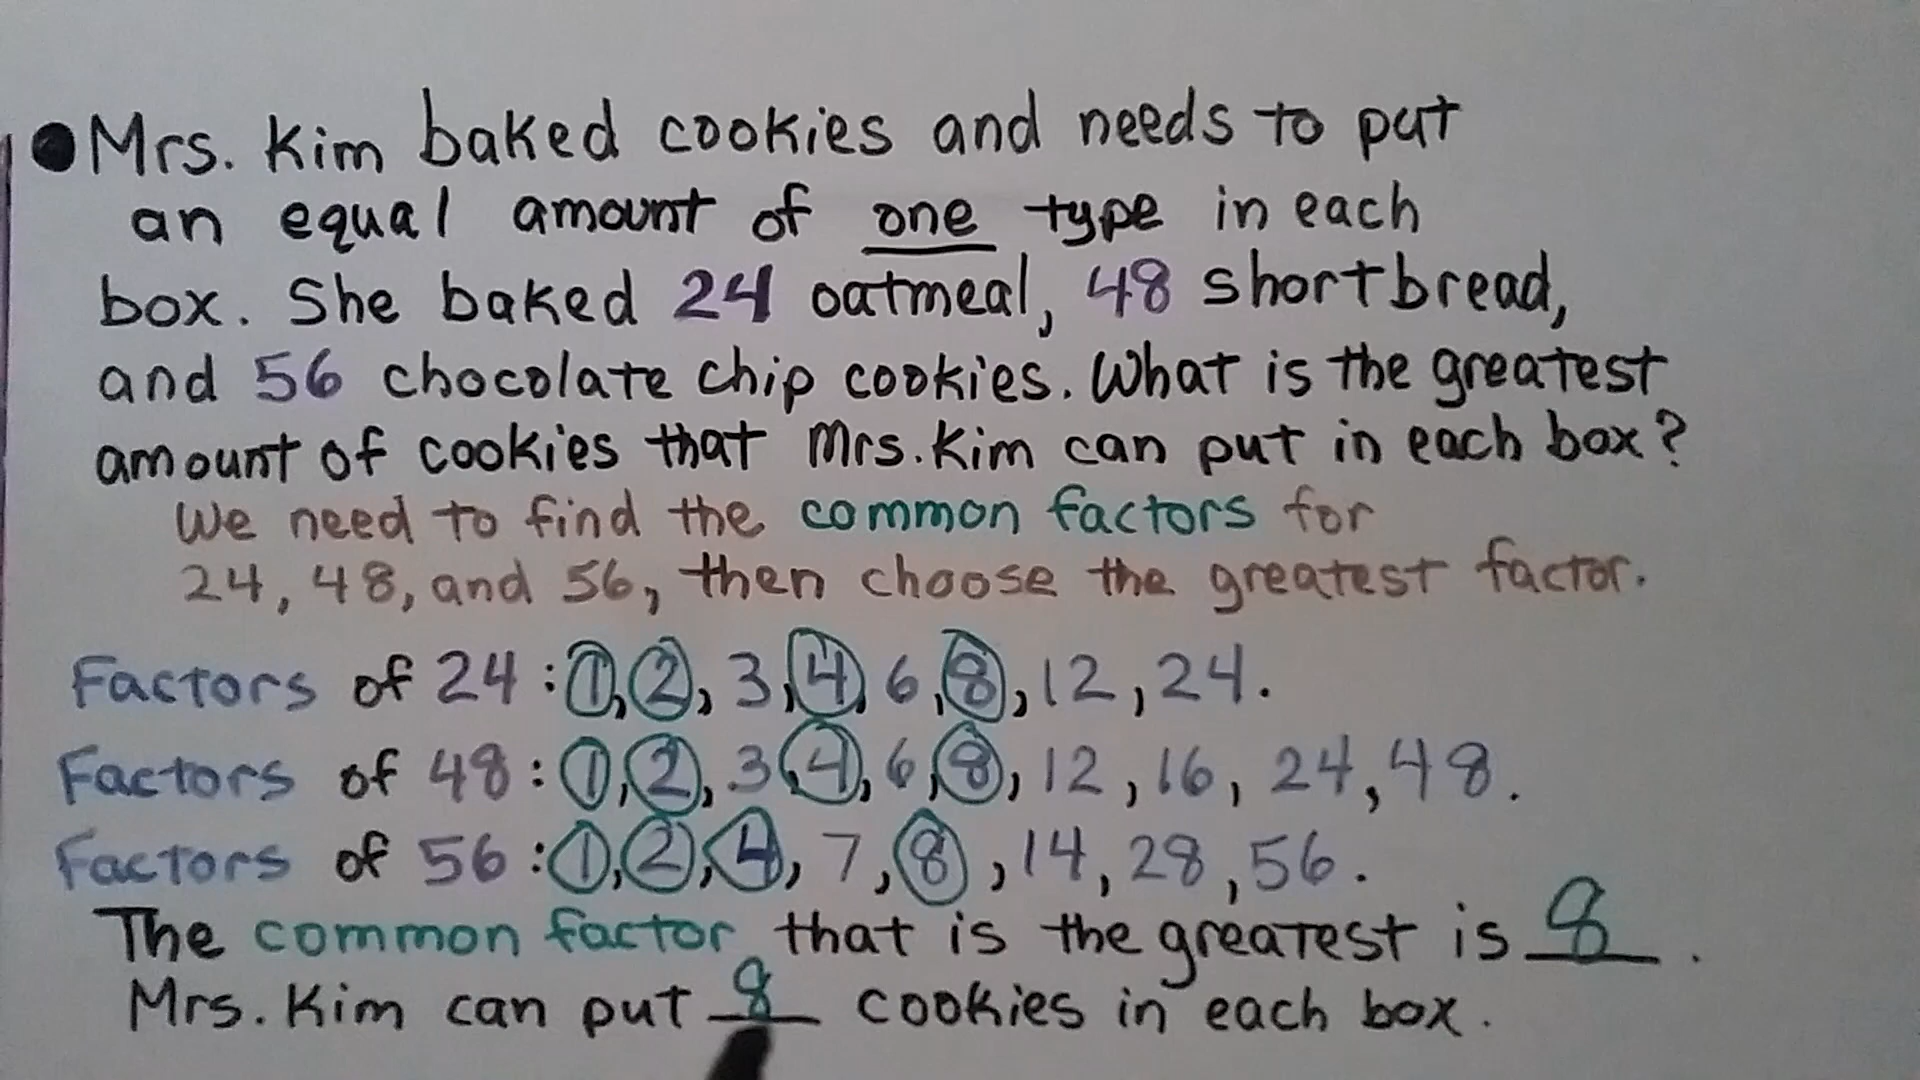 ● Mrs. Kim baked cookies and needs to put
an equal amount of one type in each
box. She baked 24 oatmeal, 48 shortbread,
and 56 chocolate chip cookies. What is the greatest
amount of cookies that Mrs. Kim can put in each box?
We need to find the common factors for
24, 48, and 56, then choose the greatest factor.
Factors of 24: 1, 2, 3, 4, 6, 8, 12, 24.
Factors of 48: 1, 2, 3, 4, 6, 8, 12, 16, 24, 48.
Factors of 56: 1, 2, 4, 7, 8, 14, 28, 56.
The common factor that is the greatest is 8.
Mrs. Kim can put 8 cookies in each box.